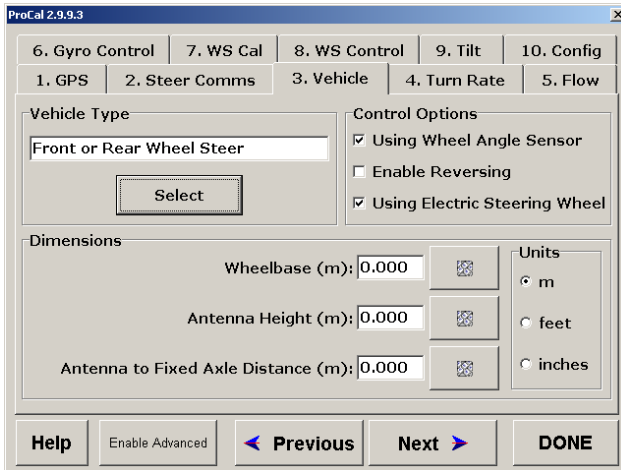 ProCal 2.9.9.3
6. Gyro Control
7. WS Cal
8. WS Control
9. Tilt
10. Config
1. GPS
2. Steer Comms
3. Vehicle
4. Turn Rate
5. Flow
Vehicle Type
Front or Rear Wheel Steer
Select
Control Options
Using Wheel Angle Sensor
Enable Reversing
Using Electric Steering Wheel
Dimensions
Wheelbase (m): 0.000
Antenna Height (m): 0.000
Antenna to Fixed Axle Distance (m): 0.000
Units
m
feet
inches
Help
Enable Advanced
Previous
Next
DONE